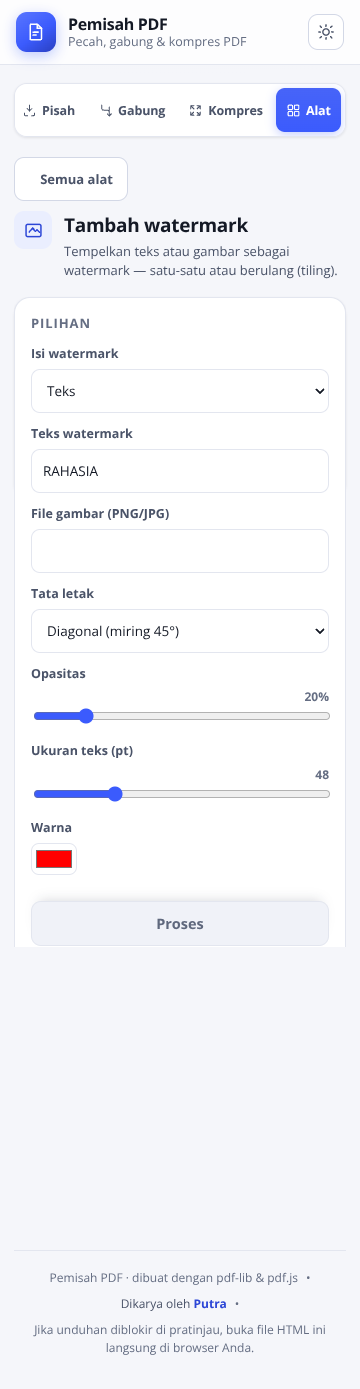 Pemisah PDF
Pecah, gabung & kompres PDF
Pisah
Gabung
Kompres
Alat
Semua alat
Tambah watermark
Tempelkan teks atau gambar sebagai
watermark — satu-satu atau berulang (tiling).
PILIHAN
Isi watermark
Teks
Teks watermark
RAHASIA
File gambar (PNG/JPG)
Tata letak
Diagonal (miring 45°)
Opasitas
20%
Ukuran teks (pt)
48
Warna
Proses
Pemisah PDF · dibuat dengan pdf-lib & pdf.js •
Dikarya oleh Putra •
Jika unduhan diblokir di pratinjau, buka file HTML ini
langsung di browser Anda.